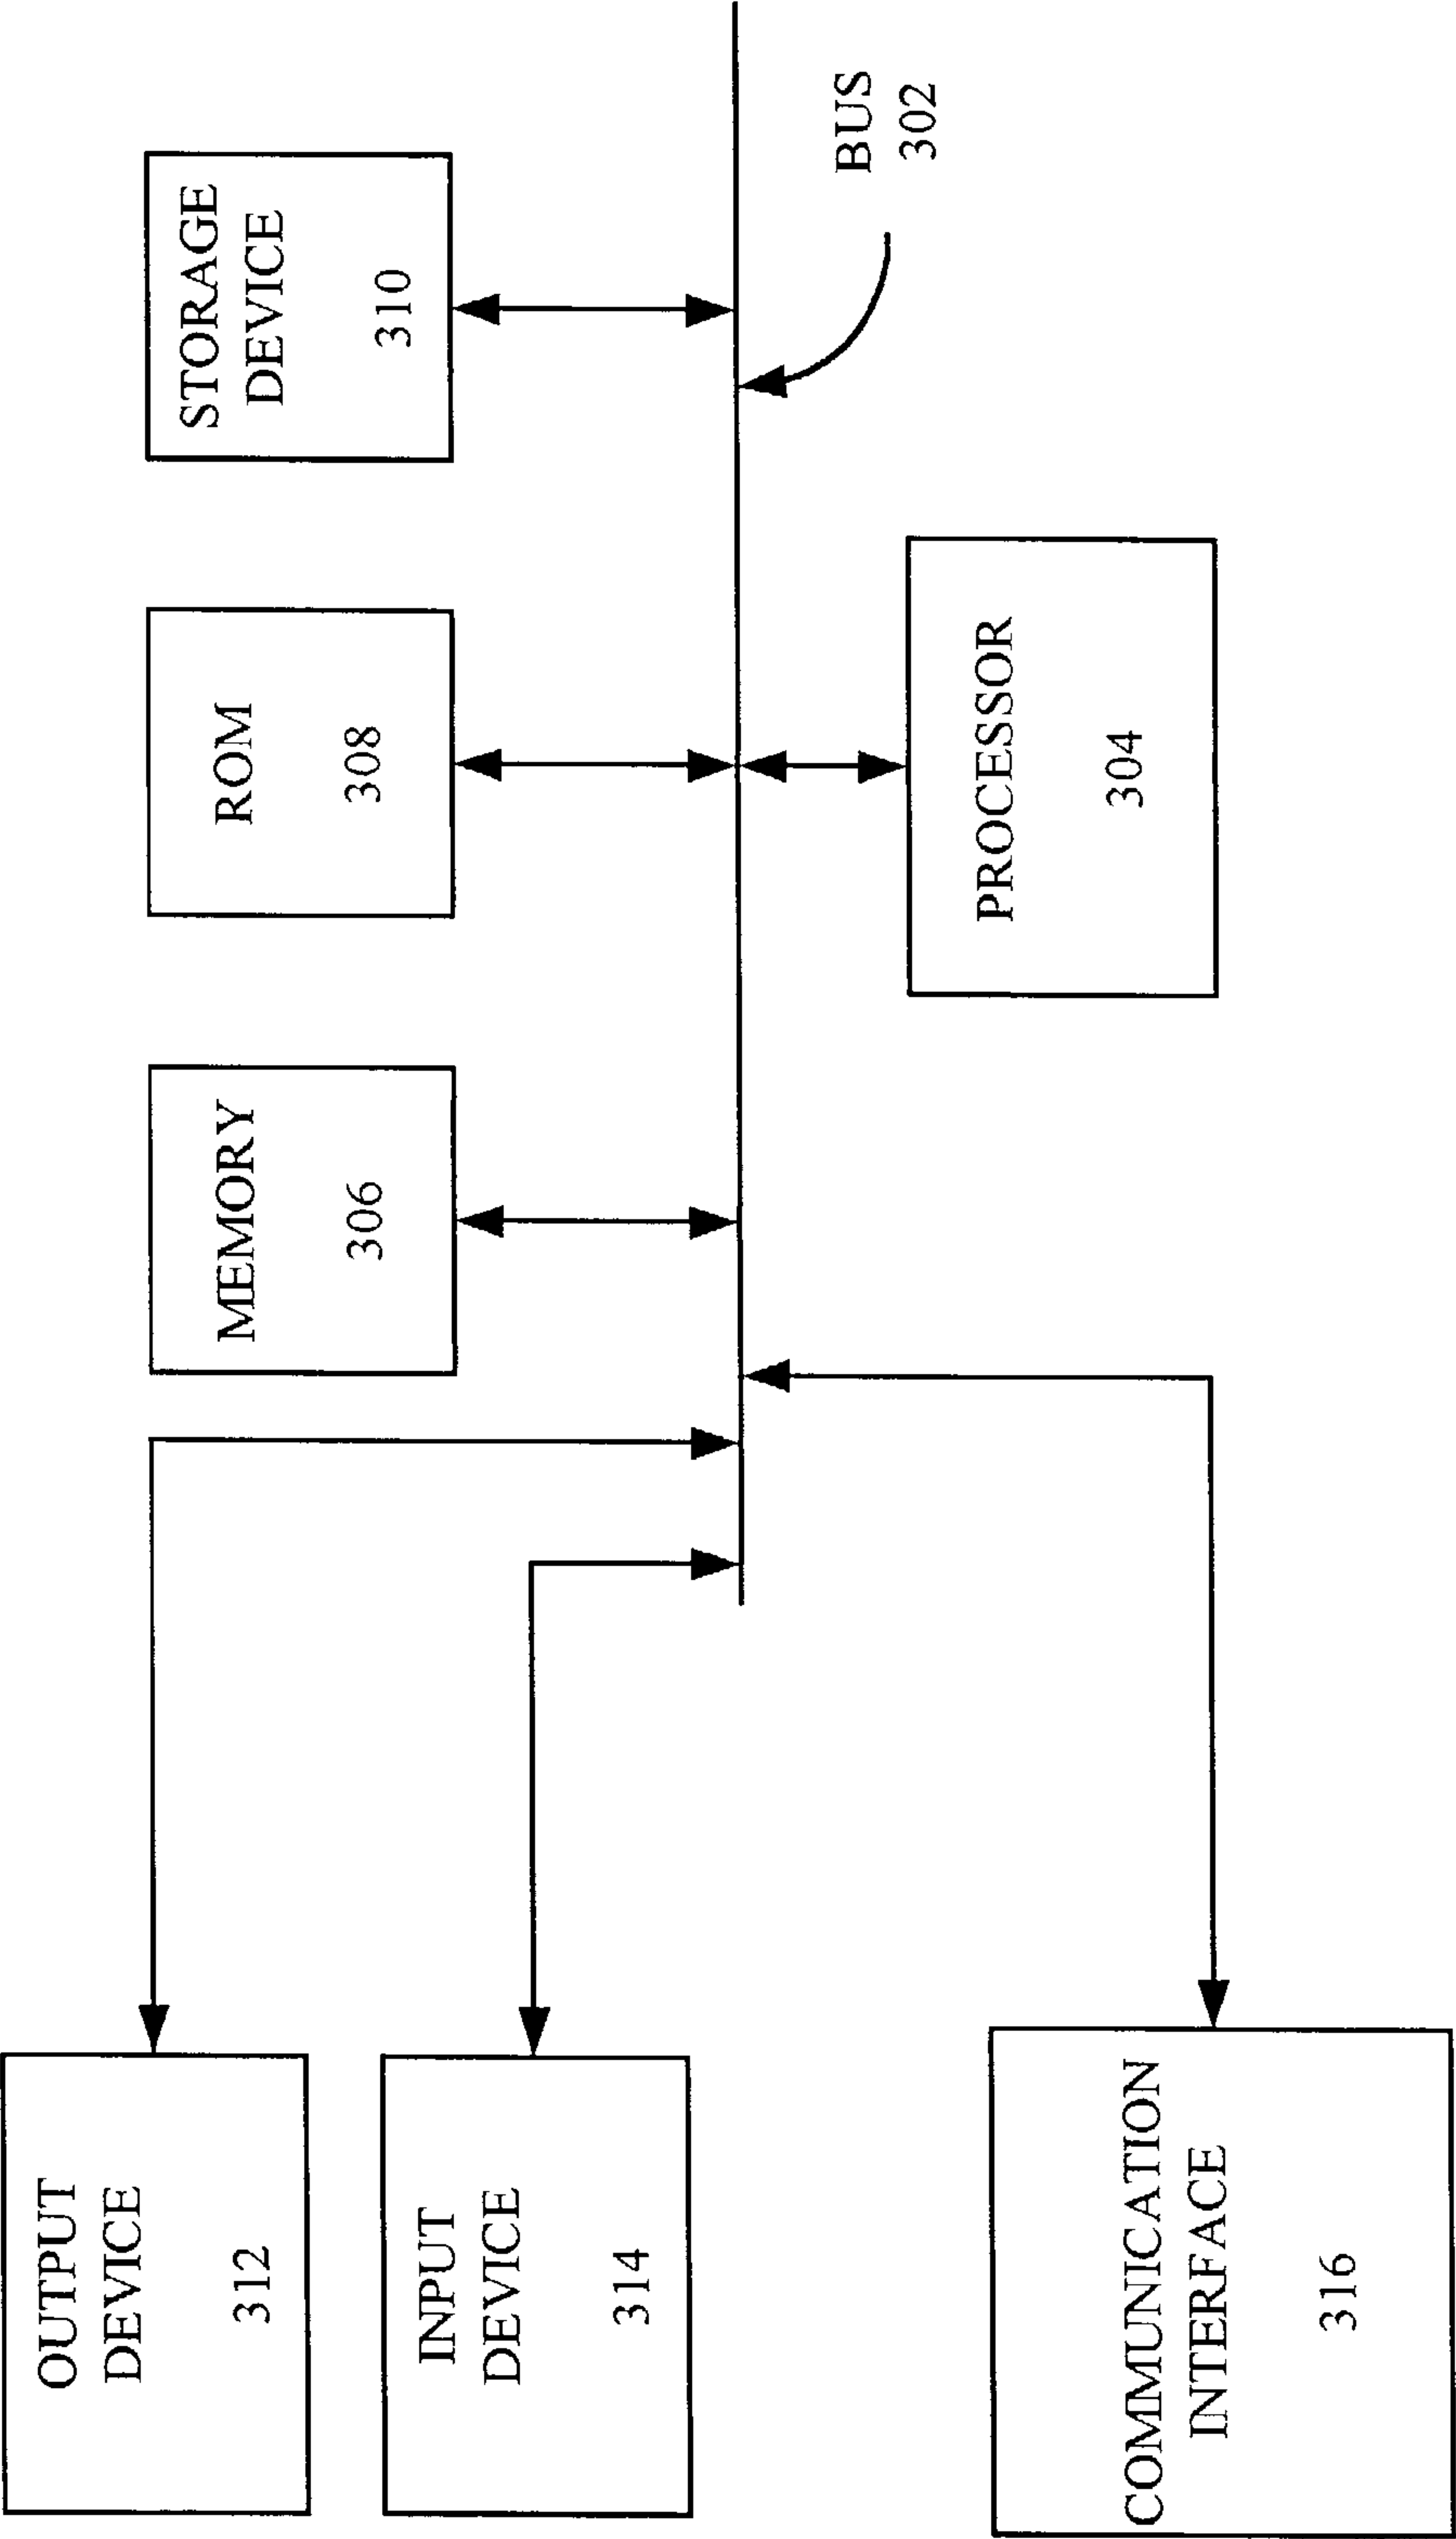 OUTPUT
DEVICE
312
INPUT
DEVICE
314
COMMUNICATION
INTERFACE
316
MEMORY
306
ROM
308
STORAGE
DEVICE
310
PROCESSOR
304
BUS
302